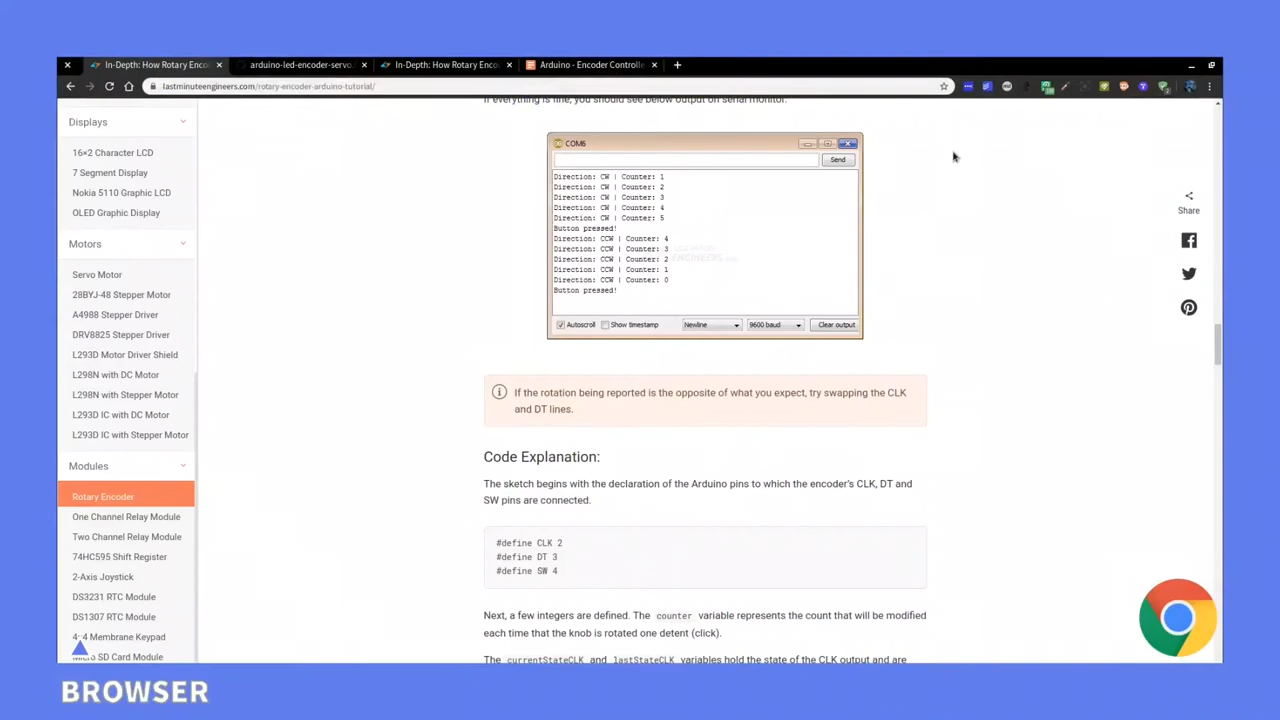 In-Depth: How Rotary Enco
arduino-led-encoder-servo.
In-Depth: How Rotary Enco
Arduino - Encoder Controlle
lastminuteengineers.com/rotary-encoder-arduino-tutorial/
Displays
16×2 Character LCD
7 Segment Display
Nokia 5110 Graphic LCD
OLED Graphic Display
Motors
Servo Motor
28BYJ-48 Stepper Motor
A4988 Stepper Driver
DRV8825 Stepper Driver
L293D Motor Driver Shield
L298N with DC Motor
L298N with Stepper Motor
L293D IC with DC Motor
L293D IC with Stepper Motor
Modules
Rotary Encoder
One Channel Relay Module
Two Channel Relay Module
74HC595 Shift Register
2-Axis Joystick
DS3231 RTC Module
DS1307 RTC Module
Membrane Keypad
SD Card Module
If everything is fine, you should see below output on serial monitor.
COM6
Send
Direction: CW | Counter: 1
Direction: CW | Counter: 2
Direction: CW | Counter: 3
Direction: CW | Counter: 4
Direction: CW | Counter: 5
Button pressed!
Direction: CCW | Counter: 4
Direction: CCW | Counter: 3
Direction: CCW | Counter: 2
Direction: CCW | Counter: 1
Direction: CCW | Counter: 0
Button pressed!
Autoscroll Show timestamp Newline 9600 baud Clear output
If the rotation being reported is the opposite of what you expect, try swapping the CLK
and DT lines.
Code Explanation:
The sketch begins with the declaration of the Arduino pins to which the encoder's CLK, DT and
SW pins are connected.
#define CLK 2
#define DT 3
#define SW 4
Next, a few integers are defined. The counter variable represents the count that will be modified
each time that the knob is rotated one detent (click).
The currentStateCLK and lastStateCLK variables hold the state of the CLK output and are
Share
BROWSER